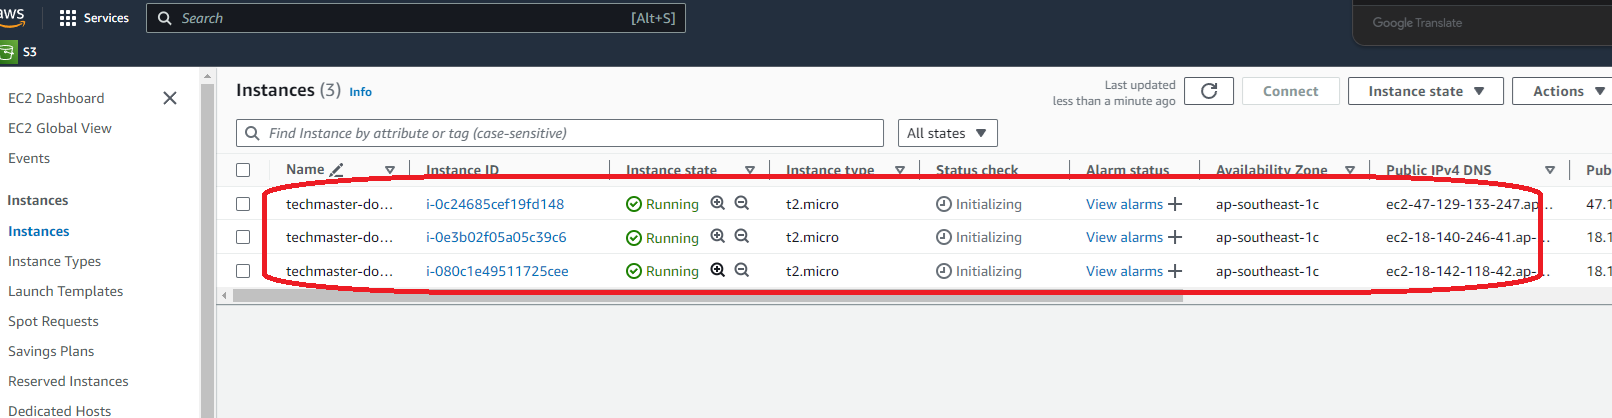 aws Services Search [Alt+S] Google Translate
S3
EC2 Dashboard
EC2 Global View
Events
Instances
Instances
Instance Types
Launch Templates
Spot Requests
Savings Plans
Reserved Instances
Dedicated Hosts
Instances (3) Info
Last updated
less than a minute ago
Connect Instance state Actions
Find Instance by attribute or tag (case-sensitive) All states
Name Instance ID Instance state Instance type Status check Alarm status Availability Zone Public IPv4 DNS Pub
techmaster-do... i-0c24685cef19fd148 Running t2.micro Initializing View alarms + ap-southeast-1c ec2-47-129-133-247.ap-... 47.1
techmaster-do... i-0e3b02f05a05c39c6 Running t2.micro Initializing View alarms + ap-southeast-1c ec2-18-140-246-41.ap-... 18.1
techmaster-do... i-080c1e49511725cee Running t2.micro Initializing View alarms + ap-southeast-1c ec2-18-142-118-42.ap-... 18.1